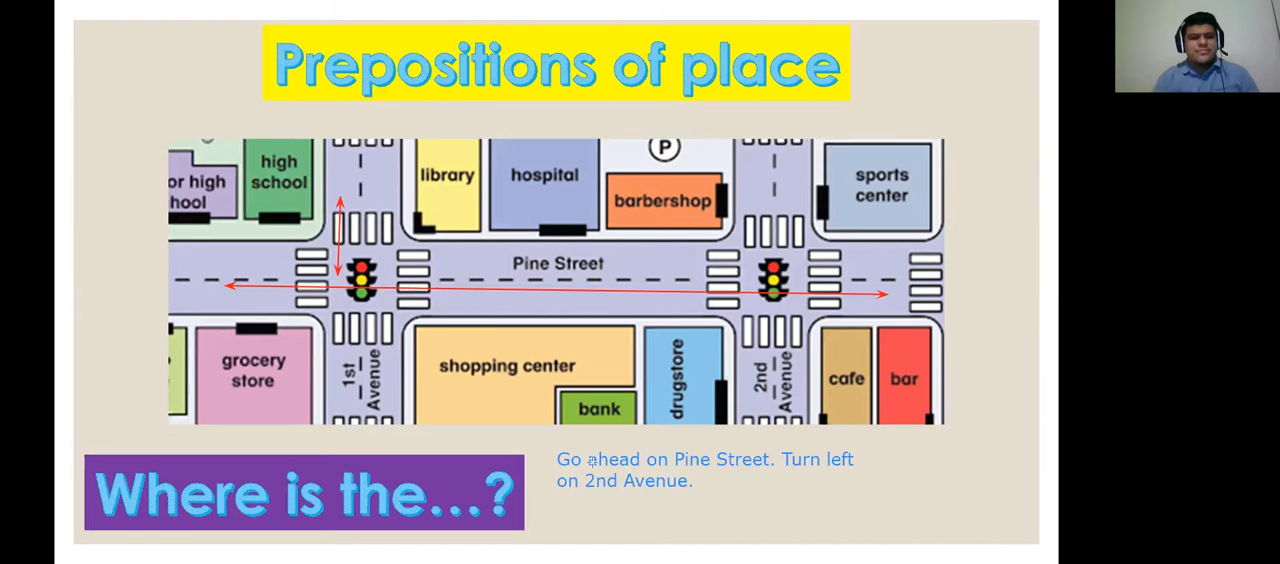 Prepositions of place
high
school
or high
hool
library
hospital
P
barbershop
sports
center
Pine Street
grocery
store
1st
Avenue
shopping center
bank
drugstore
2nd
Avenue
cafe
bar
Where is the...?
Go ahead on Pine Street. Turn left
on 2nd Avenue.